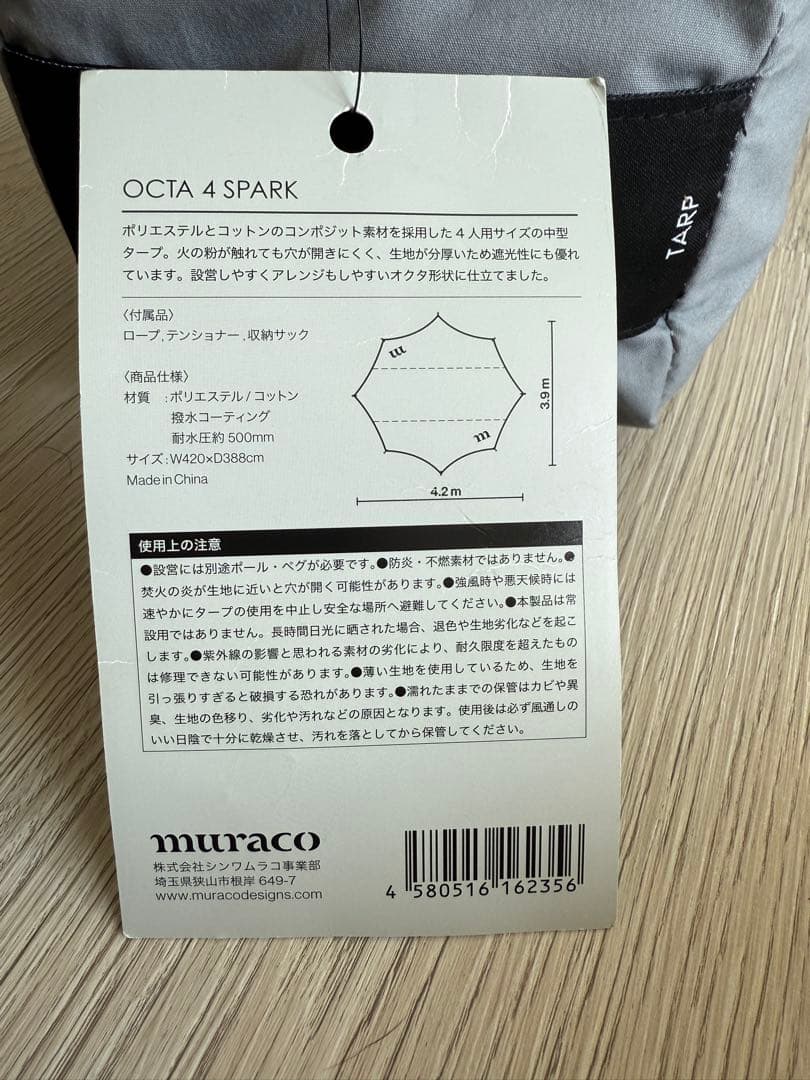 OCTA 4 SPARK
ポリエステルとコットンのコンポジット素材を採用した4人用サイズの中型
タープ。火の粉が触れても穴が開きにくく、生地が分厚いため遮光性にも優れ
ています。設営しやすくアレンジもしやすいオクタ形状に仕立てました。
〈付属品〉
ロープ,テンショナー,収納サック
〈商品仕様〉
材質 :ポリエステル/コットン
撥水コーティング
耐水圧約500mm
サイズ:W420×D388cm
Made in China
m
m
3.9m
4.2m
使用上の注意
●設営には別途ポール・ペグが必要です。●防炎・不燃素材ではありません。●
焚火の炎が生地に近いと穴が開く可能性があります。●強風時や悪天候時には
速やかにタープの使用を中止し安全な場所へ避難してください。●本製品は常
設用ではありません。長時間日光に晒された場合、退色や生地劣化などを起こ
します。●紫外線の影響と思われる素材の劣化により、耐久限度を超えたもの
は修理できない可能性があります。●薄い生地を使用しているため、生地を
引っ張りすぎると破損する恐れがあります。●濡れたままでの保管はカビや異
臭、生地の色移り、劣化や汚れなどの原因となります。使用後は必ず風通しの
いい日陰で十分に乾燥させ、汚れを落としてから保管してください。
muraco
株式会社シンワムラコ事業部
埼玉県狭山市根岸 649-7
www.muracodesigns.com
4 580516 162356
TARP